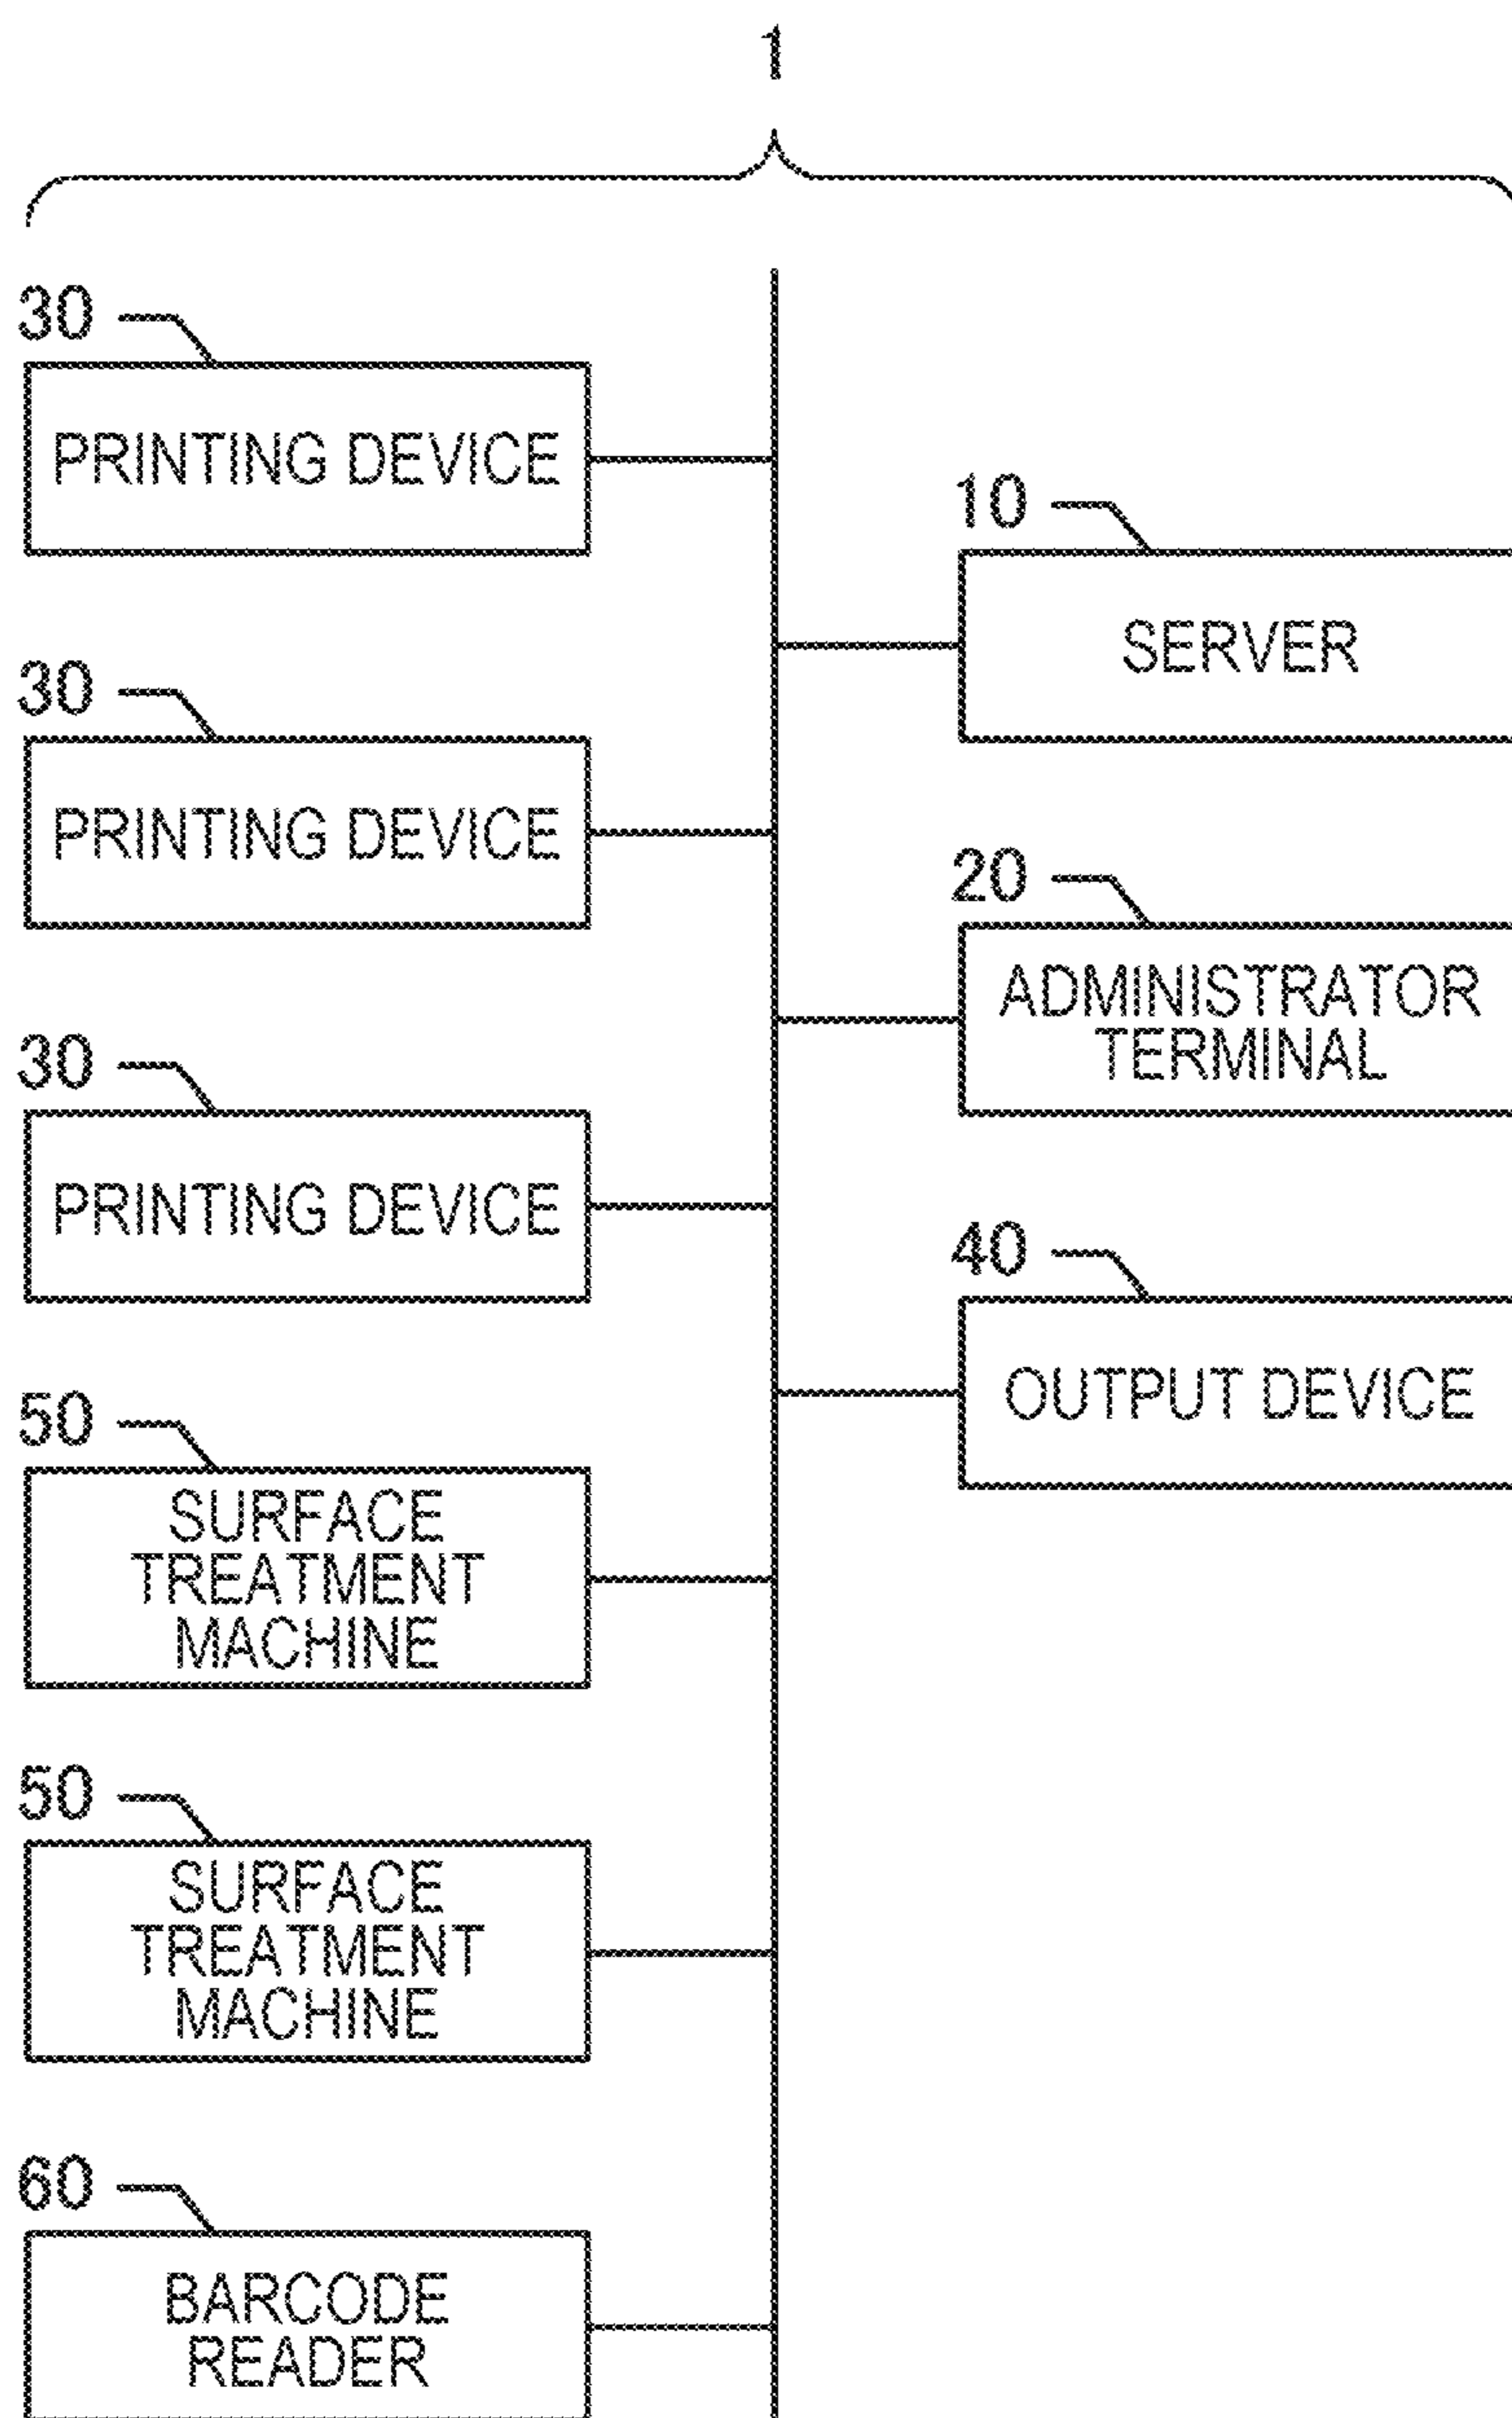 1
30
PRINTING DEVICE
10
SERVER
30
PRINTING DEVICE
20
ADMINISTRATOR
TERMINAL
30
PRINTING DEVICE
40
OUTPUT DEVICE
50
SURFACE
TREATMENT
MACHINE
50
SURFACE
TREATMENT
MACHINE
60
BARCODE
READER